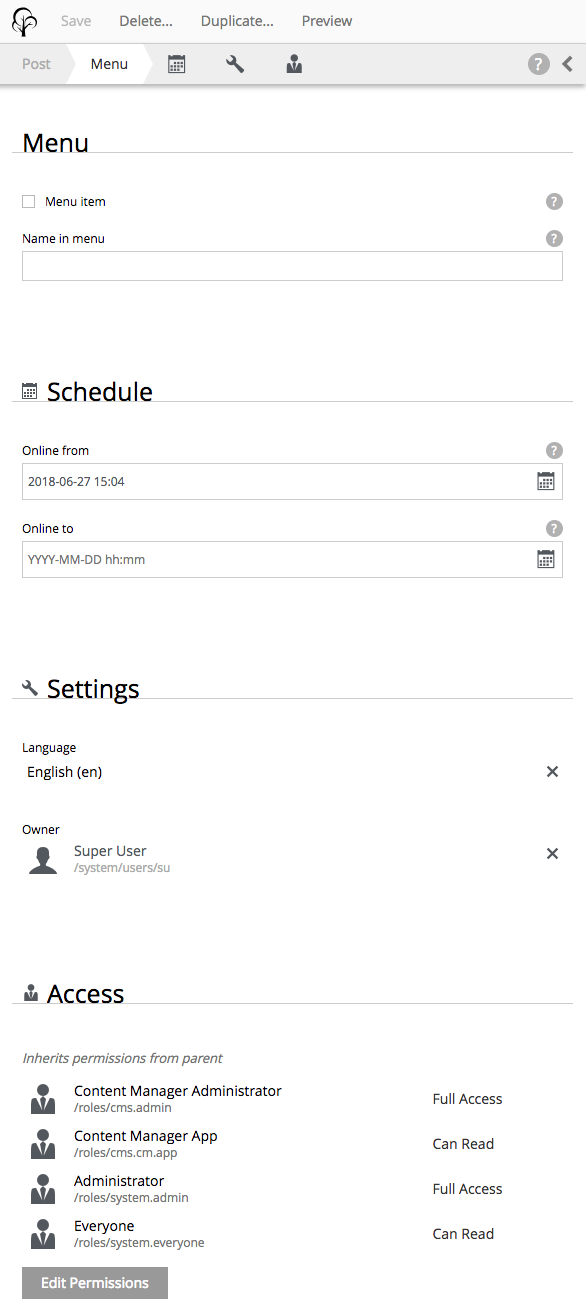 Save Delete... Duplicate... Preview
Post Menu ?
Menu
Menu item ?
Name in menu ?
Schedule
Online from ?
2018-06-27 15:04
Online to ?
YYYY-MM-DD hh:mm
Settings
Language
English (en)
Owner
Super User
/system/users/su
Access
Inherits permissions from parent
Content Manager Administrator Full Access
/roles/cms.admin
Content Manager App Can Read
/roles/cms.cm.app
Administrator Full Access
/roles/system.admin
Everyone Can Read
/roles/system.everyone
Edit Permissions